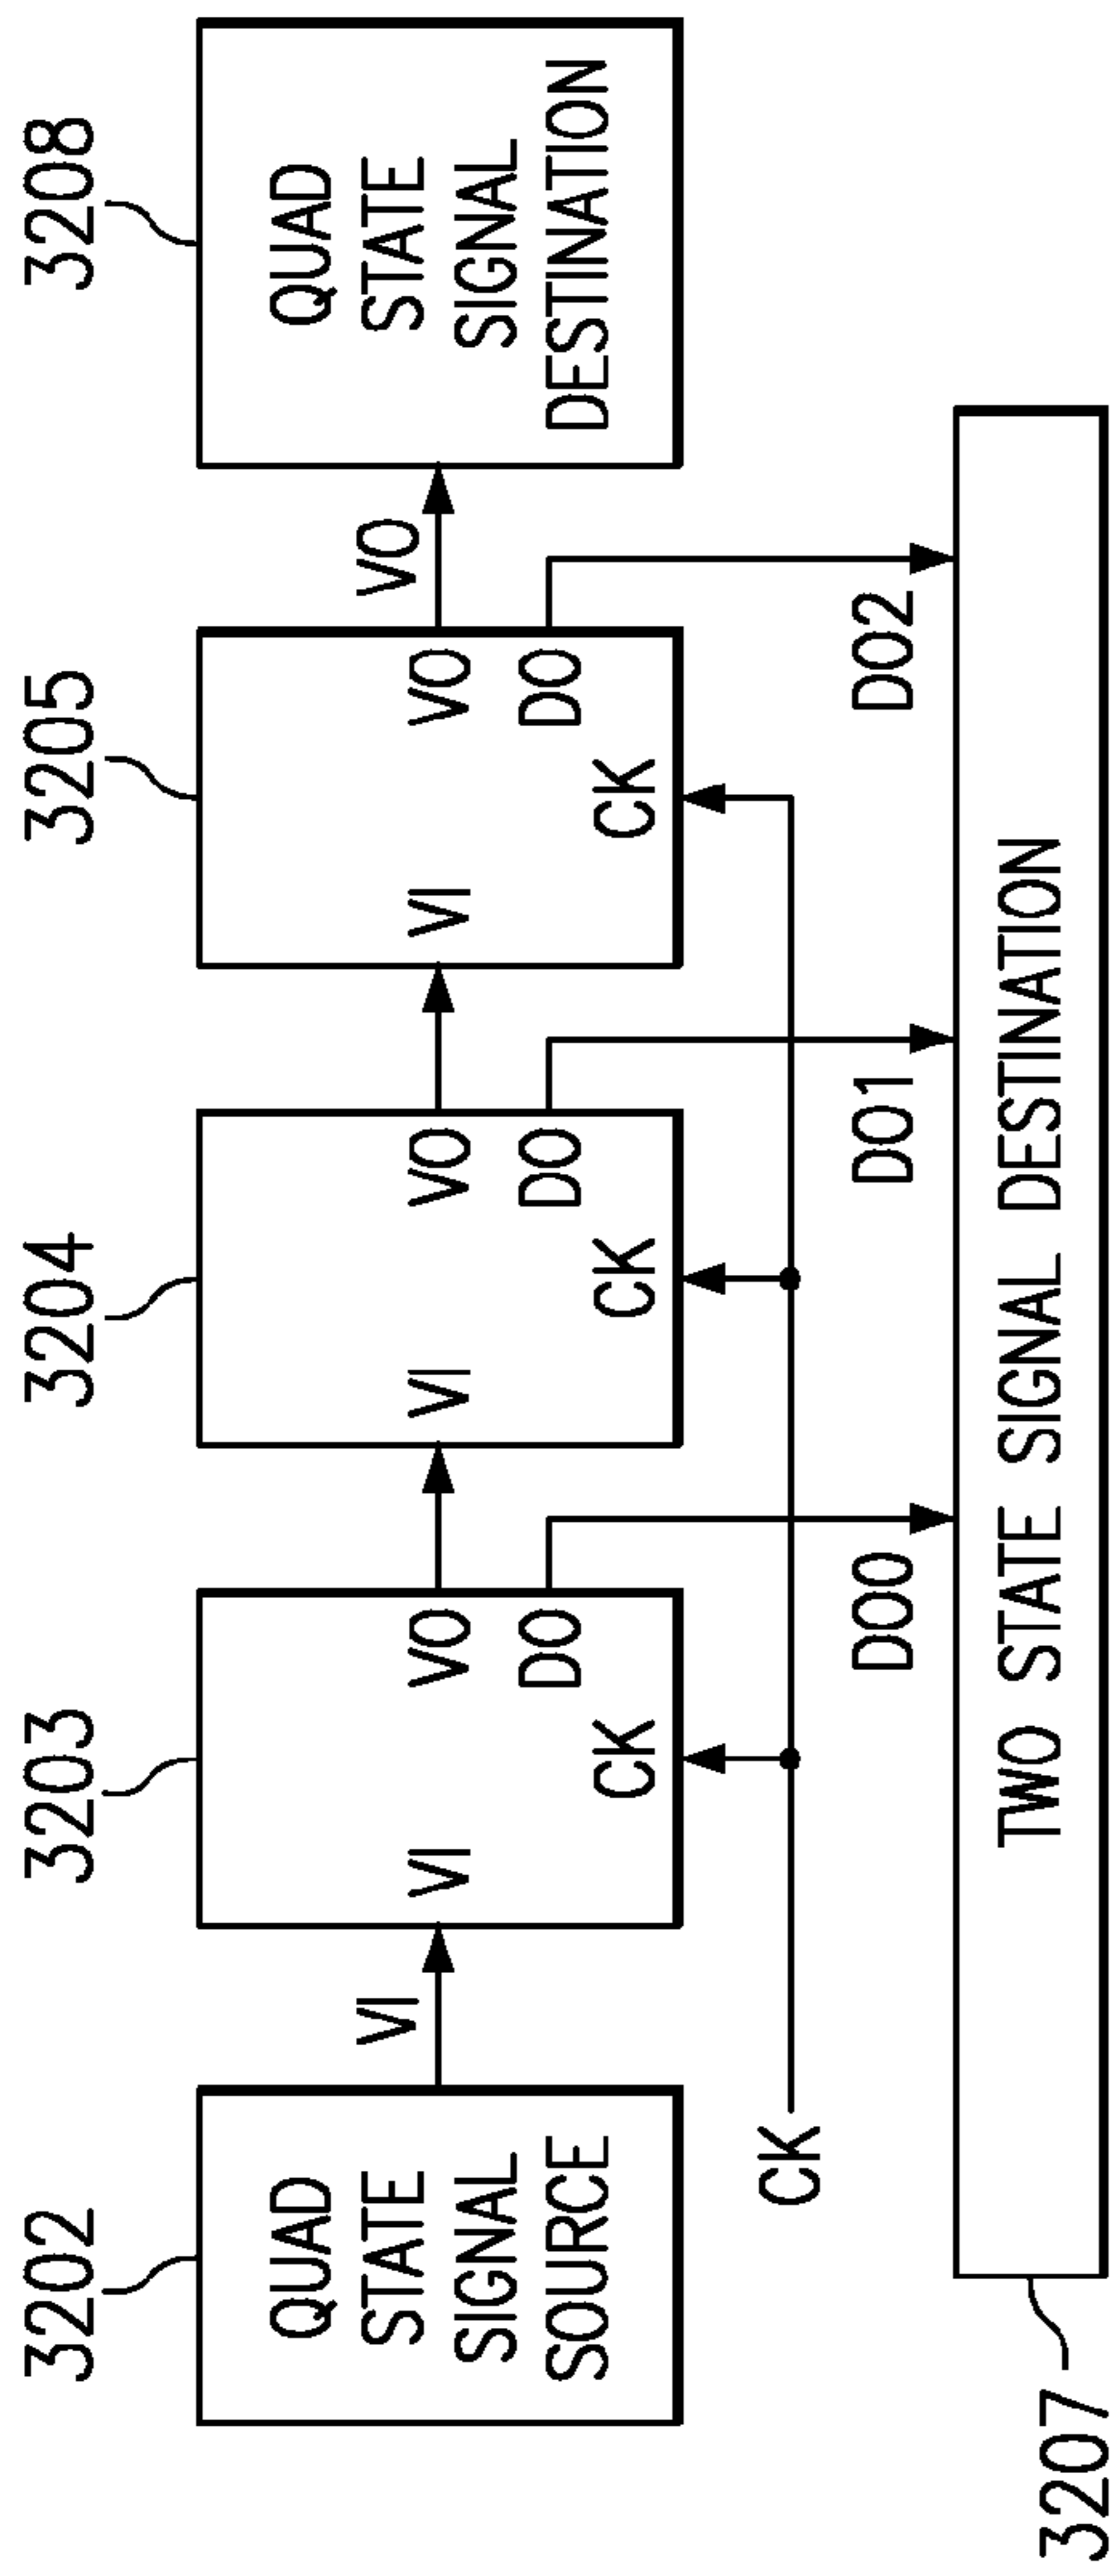 3202
3203
3204
3205
3208
QUAD
STATE
SIGNAL
SOURCE
VI
VI
VO
DO
CK
VI
VO
DO
CK
VI
VO
DO
CK
VO
QUAD
STATE
SIGNAL
DESTINATION
CK
DO0
DO1
DO2
TWO STATE SIGNAL DESTINATION
3207